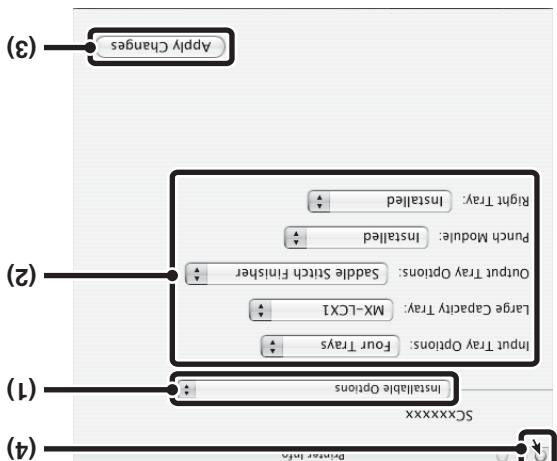 Printer Info
(4)
SCxxxxxx
Installable Options (1)
Input Tray Options: Four Trays
Large Capacity Tray: MX-LCX1
Output Tray Options: Saddle Stitch Finisher (2)
Punch Module: Installed
Right Tray: Installed
Apply Changes (3)